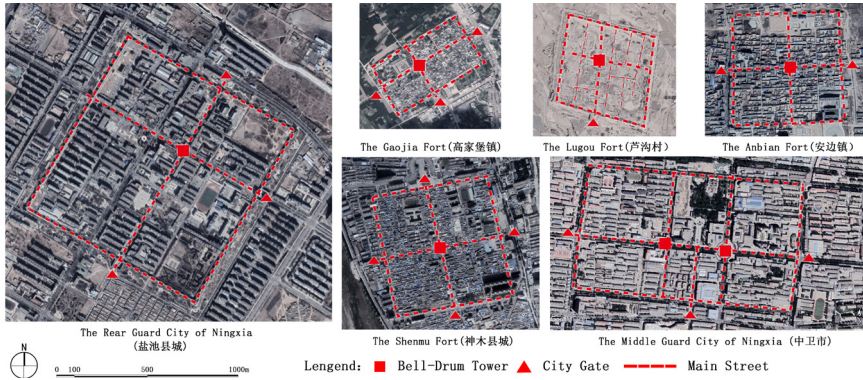 The Gaojia Fort(高家堡镇)
The Lugou Fort(芦沟村)
The Anbian Fort(安边镇)
The Rear Guard City of Ningxia
(盐池县城)
The Shenmu Fort(神木县城)
The Middle Guard City of Ningxia (中卫市)
N
0 100 500 1000m
Lengend: Bell-Drum Tower City Gate Main Street